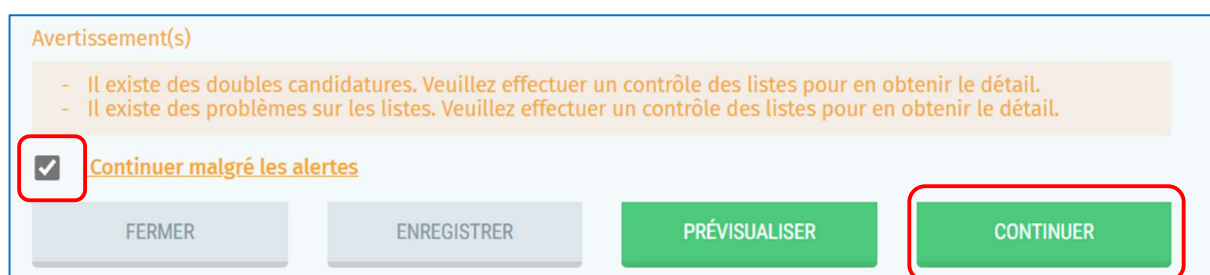 Avertissement(s)
- Il existe des doubles candidatures. Veuillez effectuer un contrôle des listes pour en obtenir le détail.
- Il existe des problèmes sur les listes. Veuillez effectuer un contrôle des listes pour en obtenir le détail.
Continuer malgré les alertes
FERMER ENREGISTRER PRÉVISUALISER CONTINUER